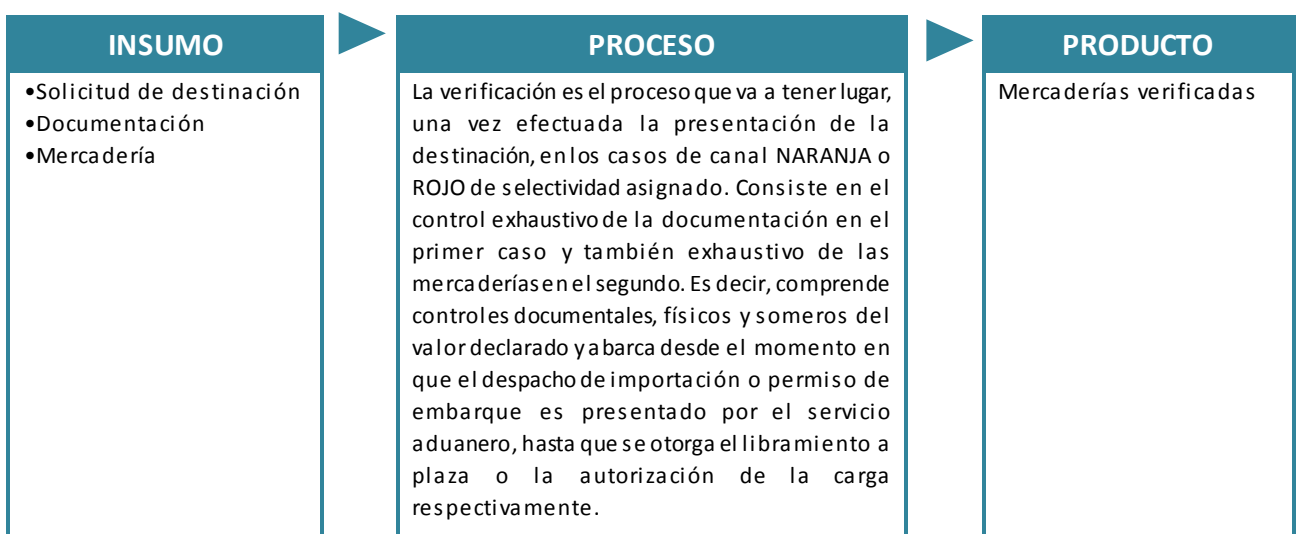 INSUMO
•Solicitud de destinación
•Documentación
•Mercadería
PROCESO
La verificación es el proceso que va a tener lugar,
una vez efectuada la presentación de la
destinación, en los casos de canal NARANJA o
ROJO de selectividad asignado. Consiste en el
control exhaustivo de la documentación en el
primer caso y también exhaustivo de las
mercaderías en el segundo. Es decir, comprende
controles documentales, físicos y someros del
valor declarado y abarca desde el momento en
que el despacho de importación o permiso de
embarque es presentado por el servicio
aduanero, hasta que se otorga el libramiento a
plaza o la autorización de la carga
respectivamente.
PRODUCTO
Mercaderías verificadas